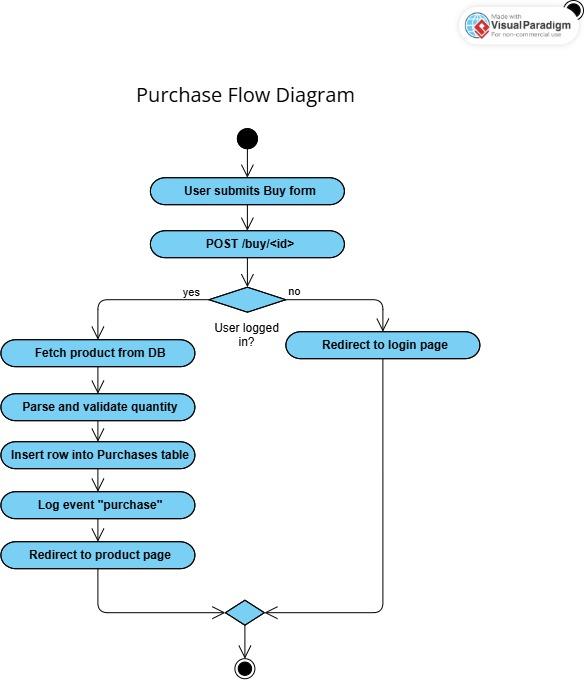 Made with
Visual Paradigm
For non-commercial use
Purchase Flow Diagram
User submits Buy form
POST /buy/<id>
yes
no
User logged
in?
Fetch product from DB
Redirect to login page
Parse and validate quantity
Insert row into Purchases table
Log event "purchase"
Redirect to product page